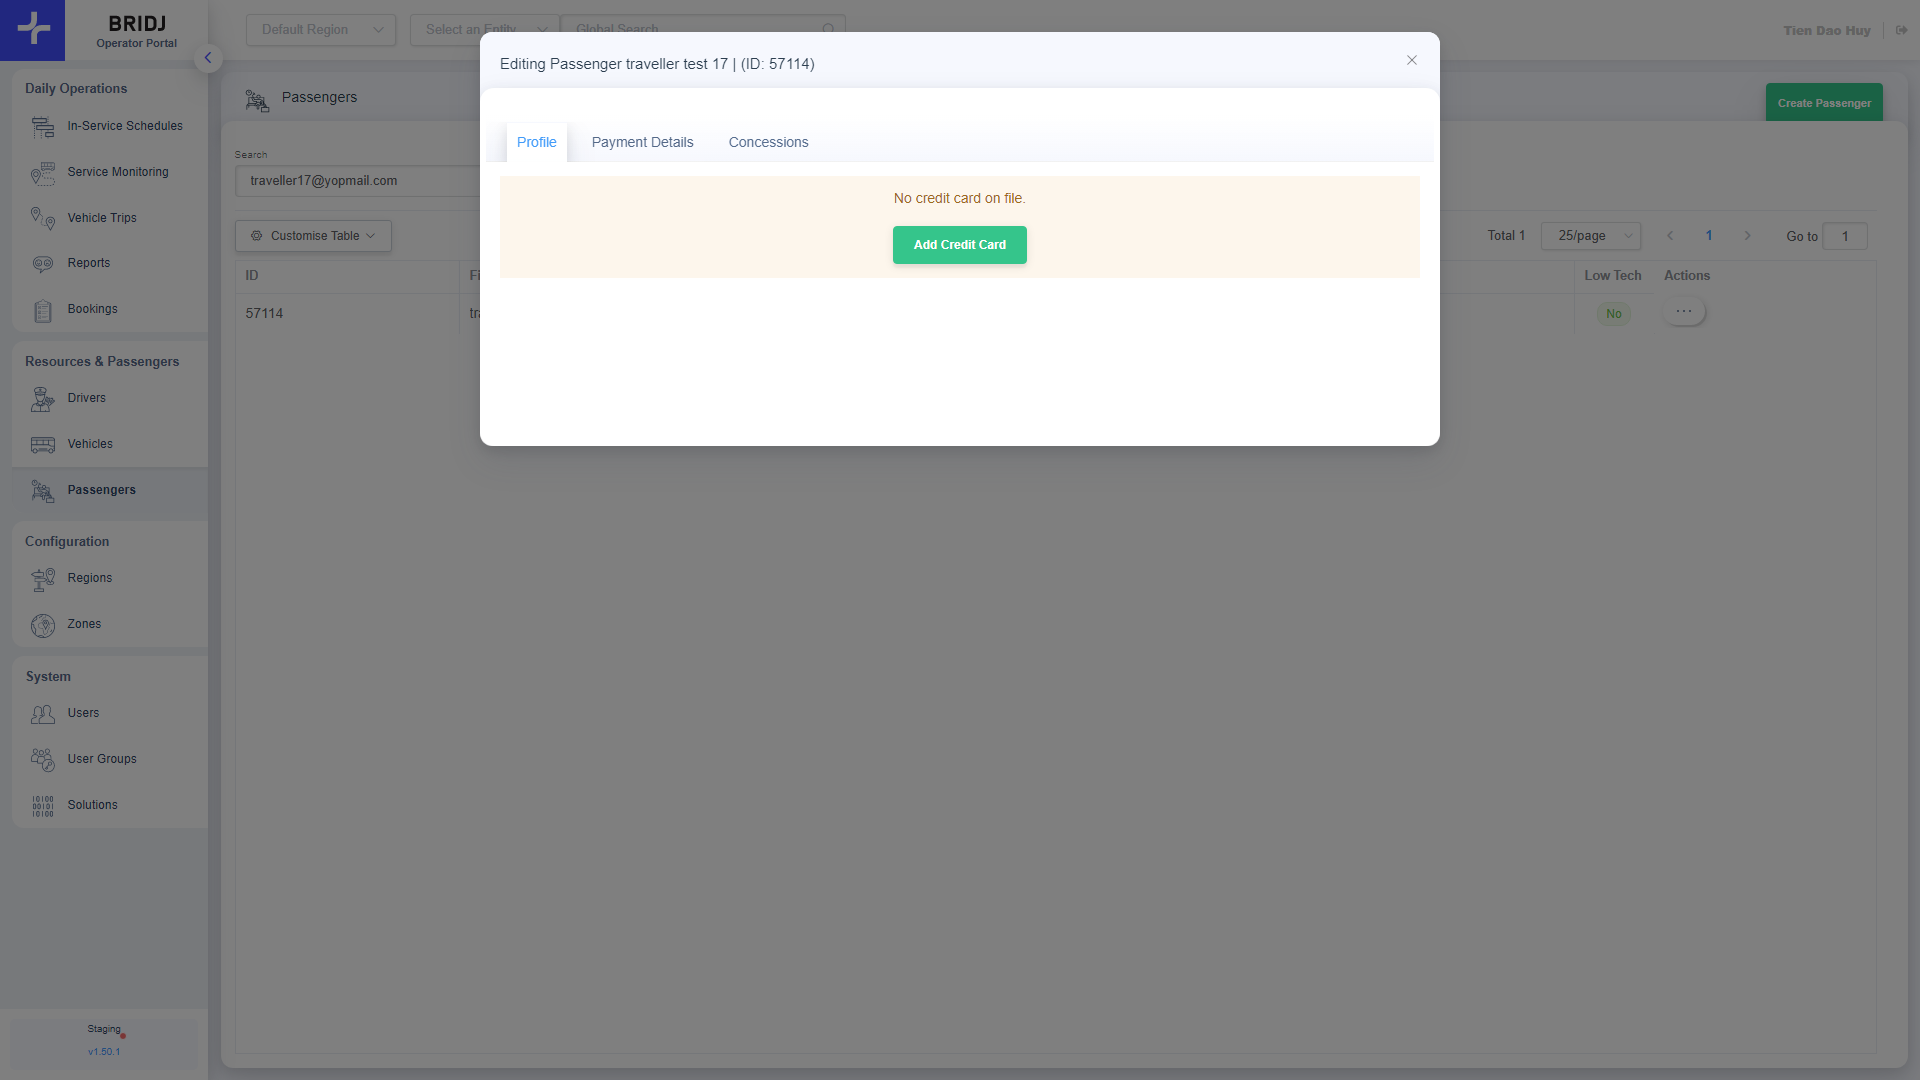 BRIDJ
Operator Portal
Default Region
Select an Entity
Global Search
Tien Dao Huy
Editing Passenger traveller test 17 | (ID: 57114)
Daily Operations
In-Service Schedules
Service Monitoring
Vehicle Trips
Reports
Bookings
Resources & Passengers
Drivers
Vehicles
Passengers
Configuration
Regions
Zones
System
Users
User Groups
Solutions
Staging
v1.50.1
Passengers
Create Passenger
Profile
Payment Details
Concessions
Search
traveller17@yopmail.com
No credit card on file.
Add Credit Card
Customise Table
Total 1
25/page
1
Go to
1
ID
Fi
Low Tech
Actions
57114
tr
No